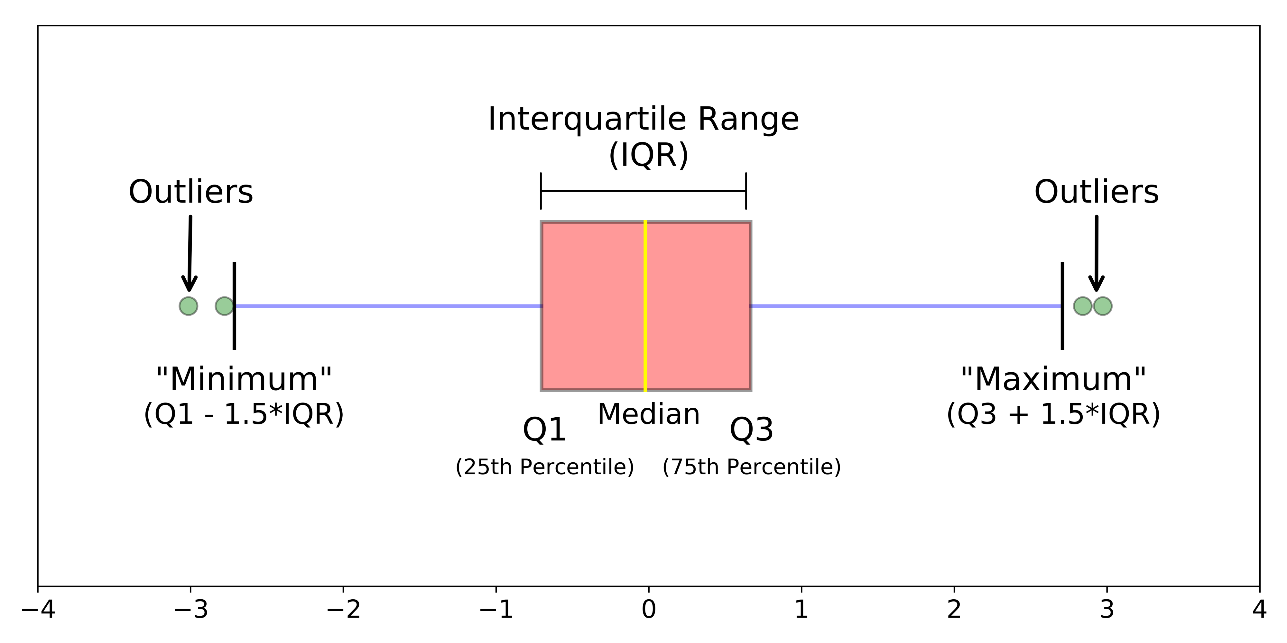 Interquartile Range
(IQR)
Outliers
Outliers
"Minimum"
(Q1 - 1.5*IQR)
"Maximum"
(Q3 + 1.5*IQR)
Median
Q1
Q3
(25th Percentile)
(75th Percentile)
−4 −3 −2 −1 0 1 2 3 4